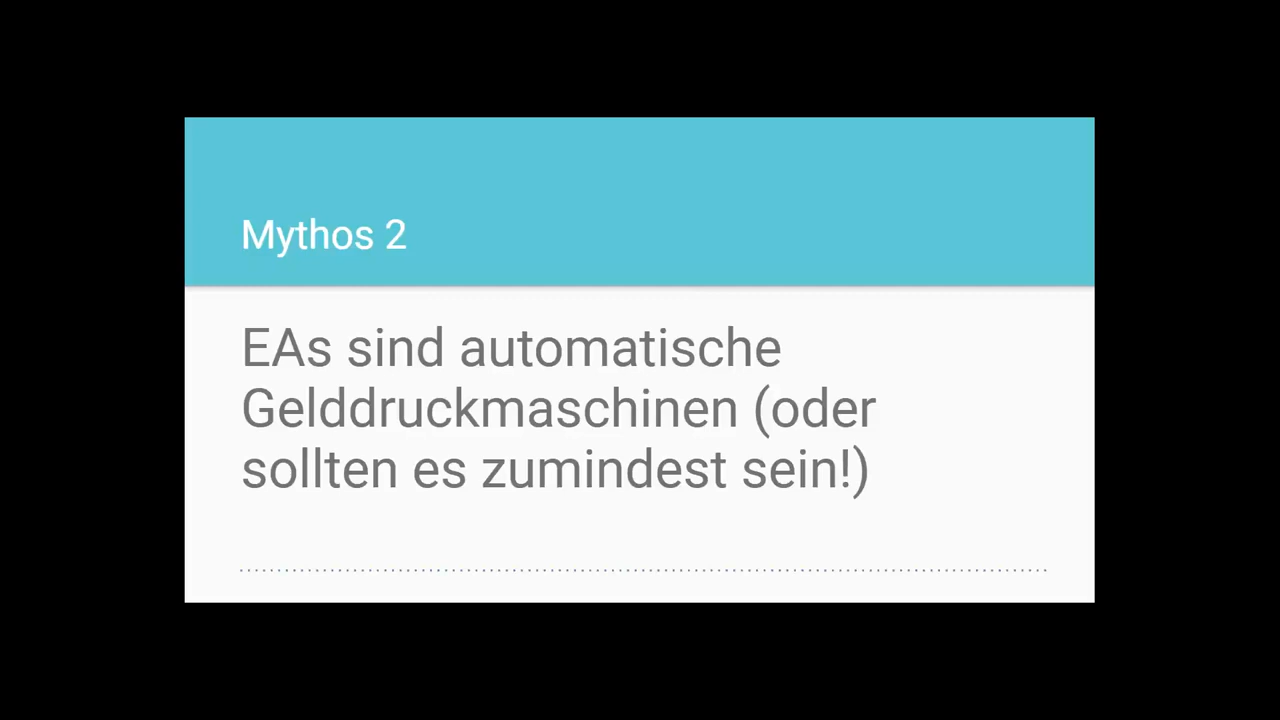 Mythos 2
EAs sind automatische
Gelddruckmaschinen (oder
sollten es zumindest sein!)